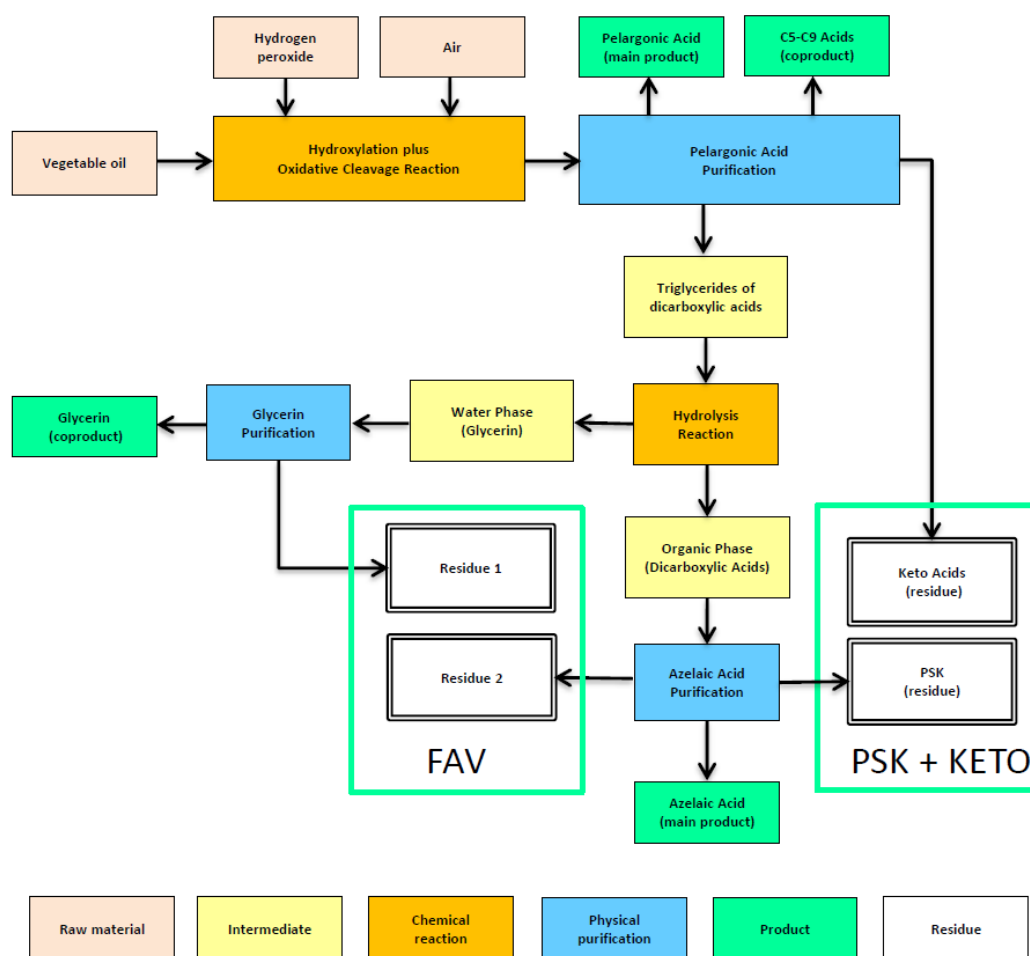 Hydrogen
peroxide
Air
Pelargonic Acid
(main product)
C5-C9 Acids
(coproduct)
Vegetable oil
Hydroxylation plus
Oxidative Cleavage Reaction
Pelargonic Acid
Purification
Triglycerides of
dicarboxylic acids
Glycerin
(coproduct)
Glycerin
Purification
Water Phase
(Glycerin)
Hydrolysis
Reaction
Residue 1
Organic Phase
(Dicarboxylic Acids)
Keto Acids
(residue)
Residue 2
Azelaic Acid
Purification
PSK
(residue)
FAV
PSK + KETO
Azelaic Acid
(main product)
Raw material
Intermediate
Chemical
reaction
Physical
purification
Product
Residue